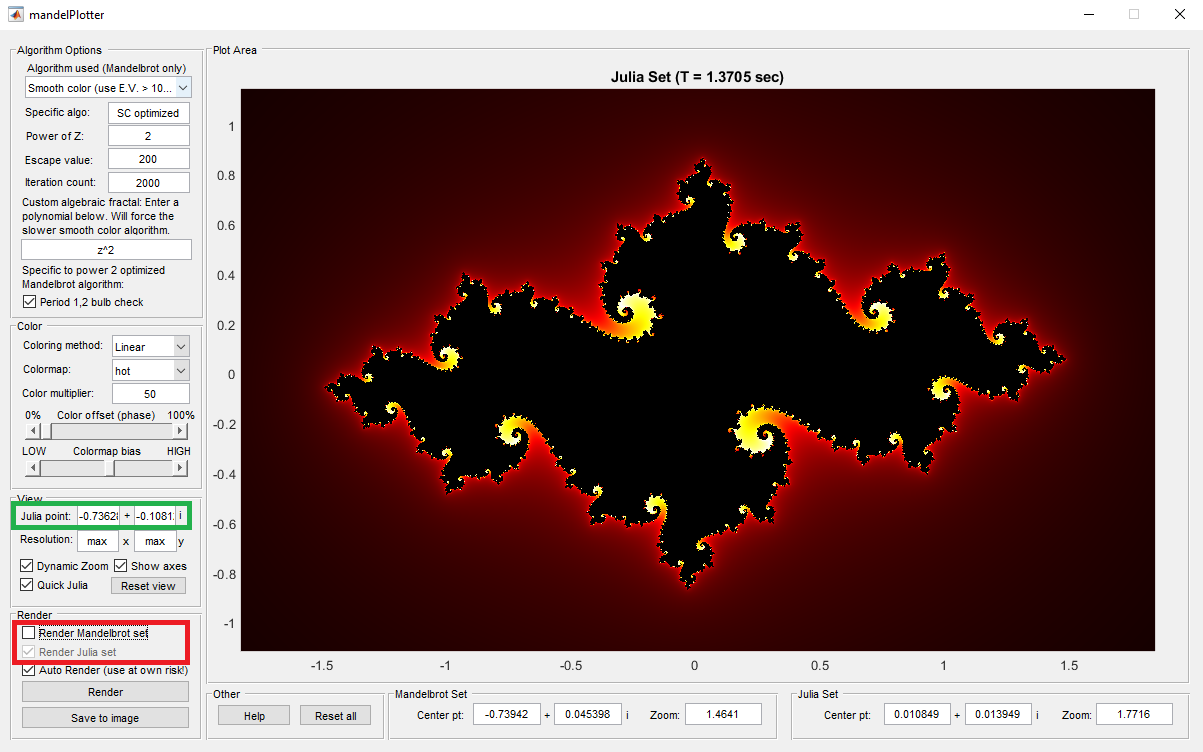 mandelPlotter
Algorithm Options
Algorithm used (Mandelbrot only)
Smooth color (use E.V. > 10...
Specific algo: SC optimized
Power of Z: 2
Escape value: 200
Iteration count: 2000
Custom algebraic fractal: Enter a
polynomial below. Will force the
slower smooth color algorithm.
z^2
Specific to power 2 optimized
Mandelbrot algorithm:
Period 1,2 bulb check
Color
Coloring method: Linear
Colormap: hot
Color multiplier: 50
0% Color offset (phase) 100%
LOW Colormap bias HIGH
View
Julia point: -0.73628 + -0.1081 i
Resolution: max x max y
Dynamic Zoom Show axes
Quick Julia Reset view
Render
Render Mandelbrot set
Render Julia set
Auto Render (use at own risk!)
Render
Save to image
Plot Area
Julia Set (T = 1.3705 sec)
1
0.8
0.6
0.4
0.2
0
-0.2
-0.4
-0.6
-0.8
-1
-1.5 -1 -0.5 0 0.5 1 1.5
Other
Help Reset all
Mandelbrot Set
Center pt: -0.73942 + 0.045398 i Zoom: 1.4641
Julia Set
Center pt: 0.010849 + 0.013949 i Zoom: 1.7716